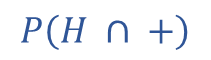 P(H ∩ +)